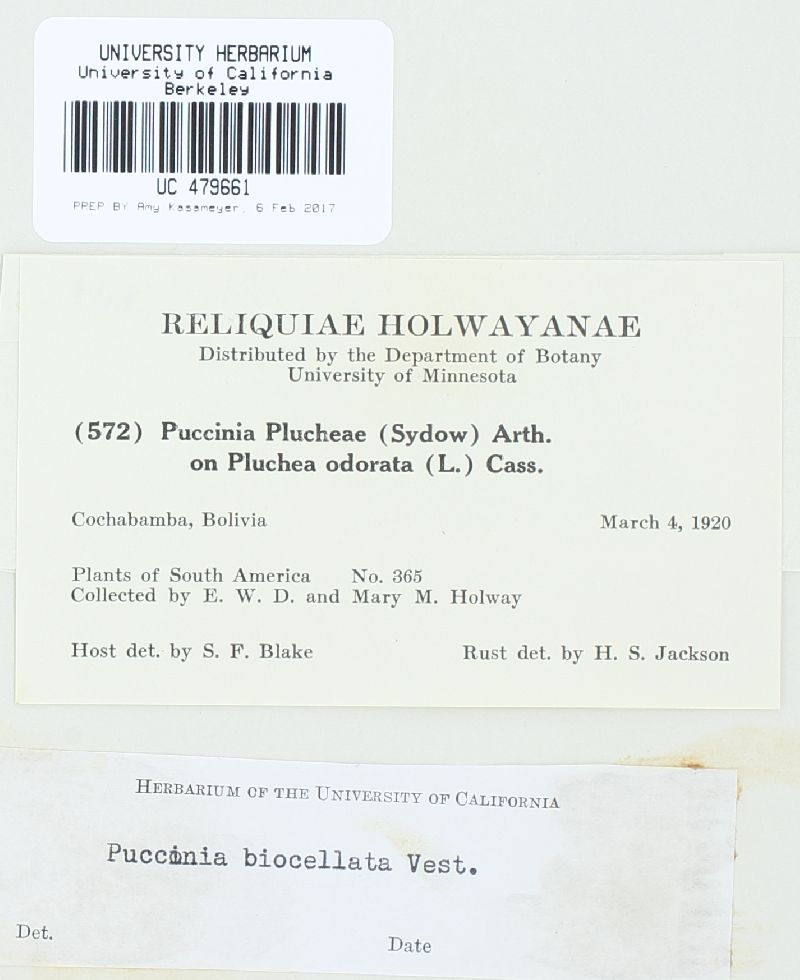 UNIVERSITY HERBARIUM
University of California
Berkeley
UC 479661
PREP BY Amy Kasameyer, 6 Feb 2017
RELIQUIAE HOLWAYANAE
Distributed by the Department of Botany
University of Minnesota
(572) Puccinia Plucheae (Sydow) Arth.
on Pluchea odorata (L.) Cass.
Cochabamba, Bolivia March 4, 1920
Plants of South America No. 365
Collected by E. W. D. and Mary M. Holway
Host det. by S. F. Blake Rust det. by H. S. Jackson
HERBARIUM OF THE UNIVERSITY OF CALIFORNIA
Puccinia biocellata Vest.
Det.
Date